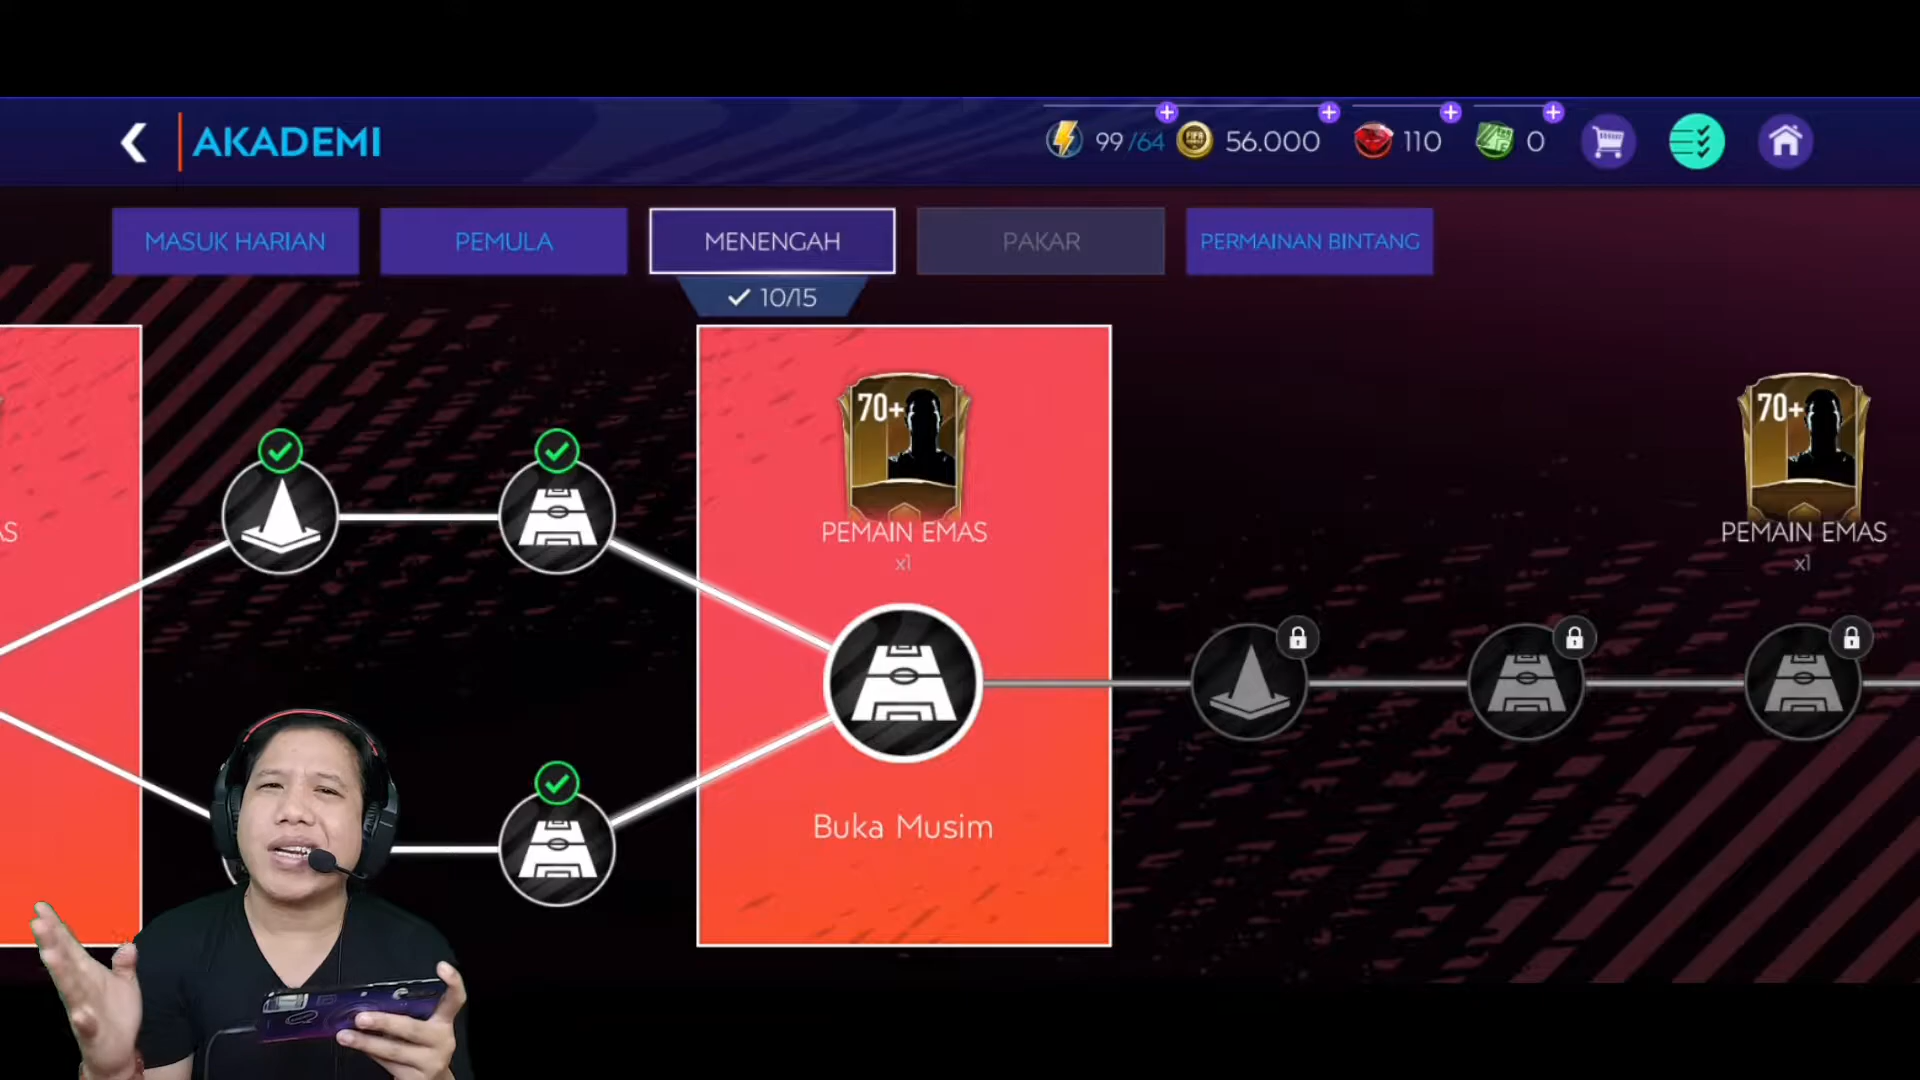 AKADEMI
99/64
56.000
110
0
MASUK HARIAN
PEMULA
MENENGAH
PAKAR
PERMAINAN BINTANG
10/15
70+
PEMAIN EMAS
x1
Buka Musim
70+
PEMAIN EMAS
x1
AS